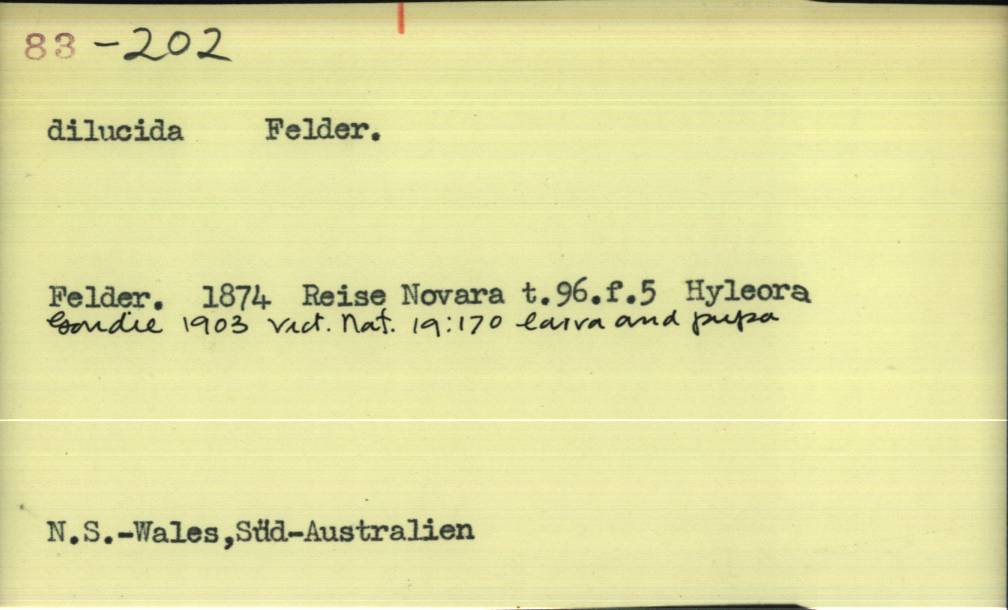 83 -202
dilucida Felder.
Felder. 1874 Reise Novara t.96.f.5 Hyleora
Goudie 1903 Vict. Nat. 19:170 larva and pupa
N.S.-Wales,Süd-Australien